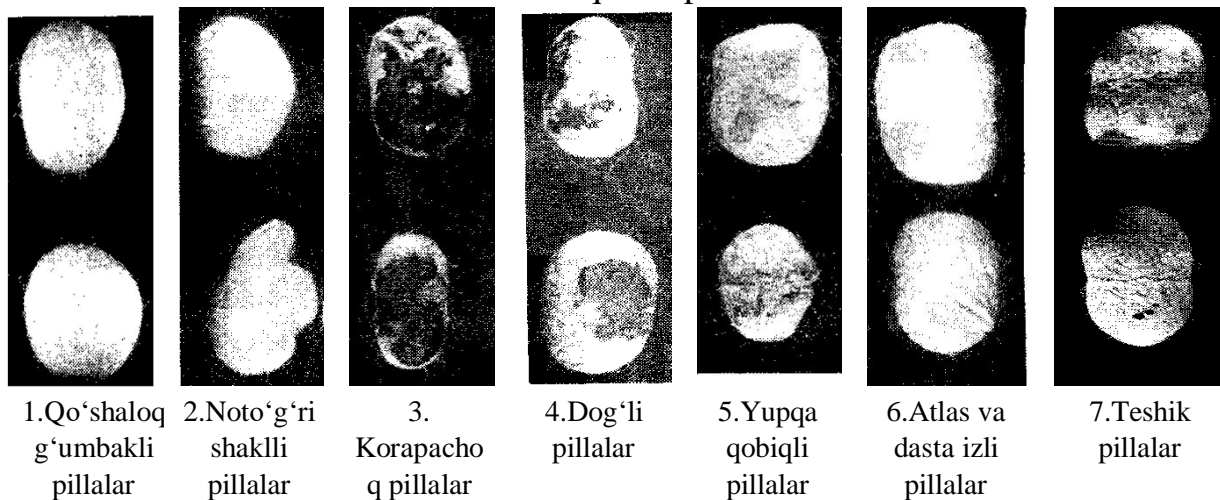 1.Qo‘shaloq
g‘umbakli
pillalar
2.Noto‘g‘ri
shaklli
pillalar
3.
Korapacho
q pillalar
4.Dog‘li
pillalar
5.Yupqa
qobiqli
pillalar
6.Atlas va
dasta izli
pillalar
7.Teshik
pillalar